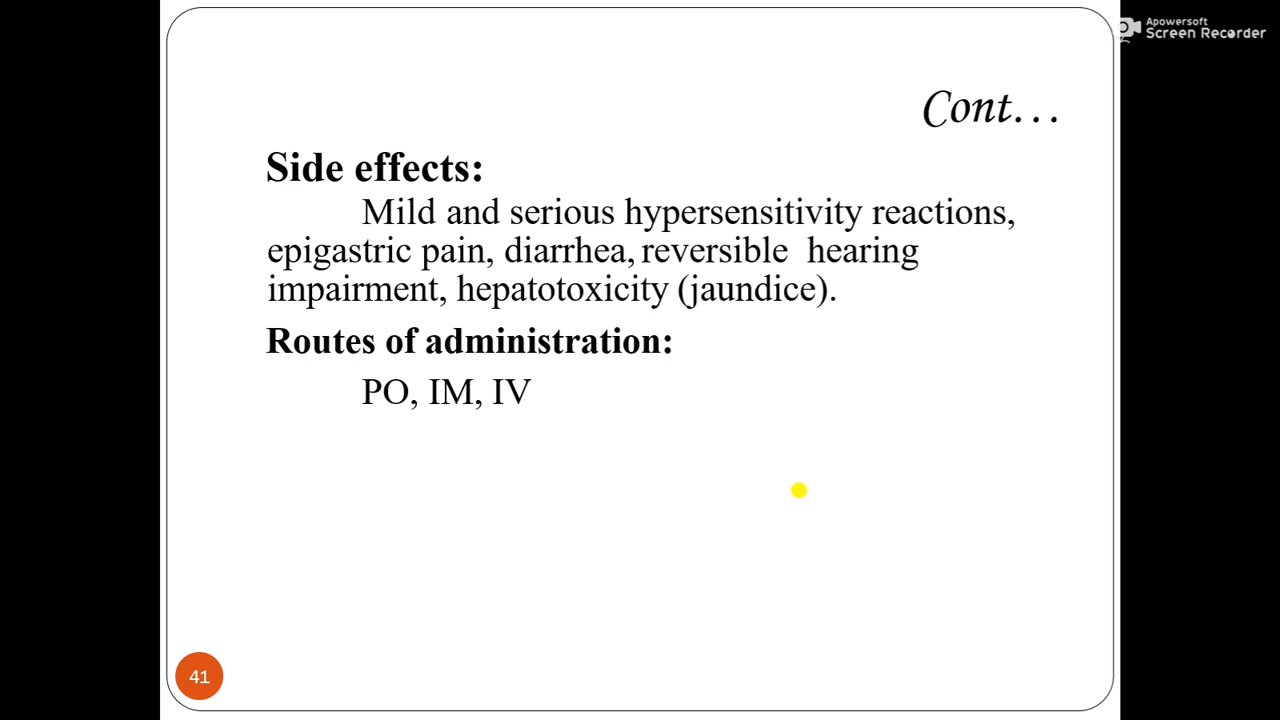 Apowersoft
Screen Recorder
Cont…
Side effects:
Mild and serious hypersensitivity reactions,
epigastric pain, diarrhea, reversible hearing
impairment, hepatotoxicity (jaundice).
Routes of administration:
PO, IM, IV
41